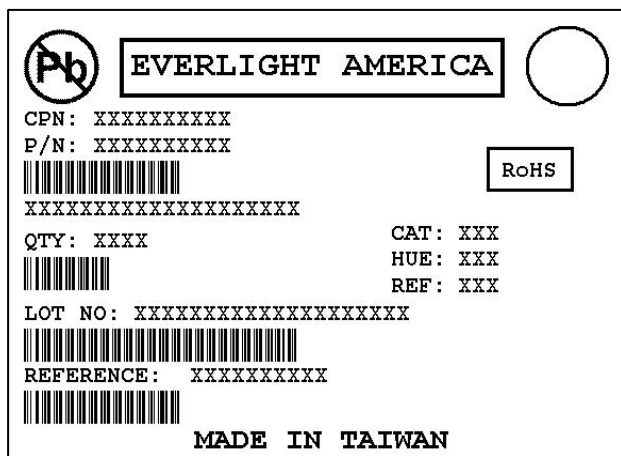 Pb
EVERLIGHT AMERICA
CPN: XXXXXXXXXX
P/N: XXXXXXXXXX
RoHS
XXXXXXXXXXXXXXXXXXXX
QTY: XXXX
CAT: XXX
HUE: XXX
REF: XXX
LOT NO: XXXXXXXXXXXXXXXXXXXX
REFERENCE: XXXXXXXXXX
MADE IN TAIWAN